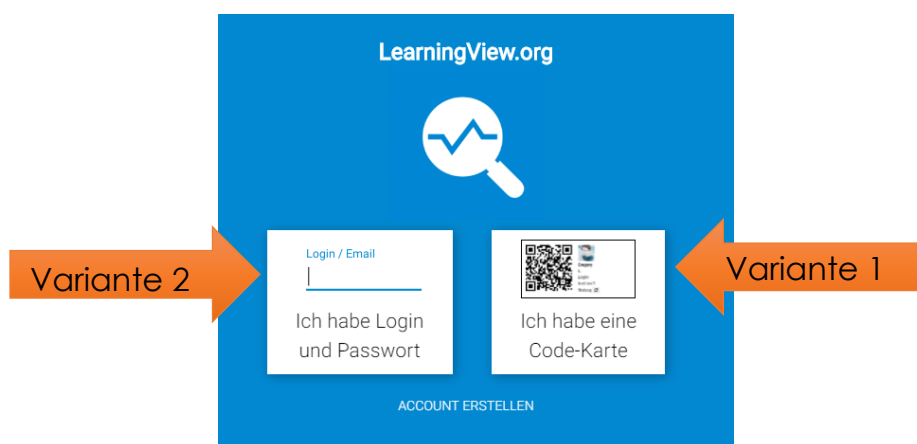 LearningView.org
Variante 2
Login / Email
Ich habe Login
und Passwort
Variante 1
Ich habe eine
Code-Karte
ACCOUNT ERSTELLEN